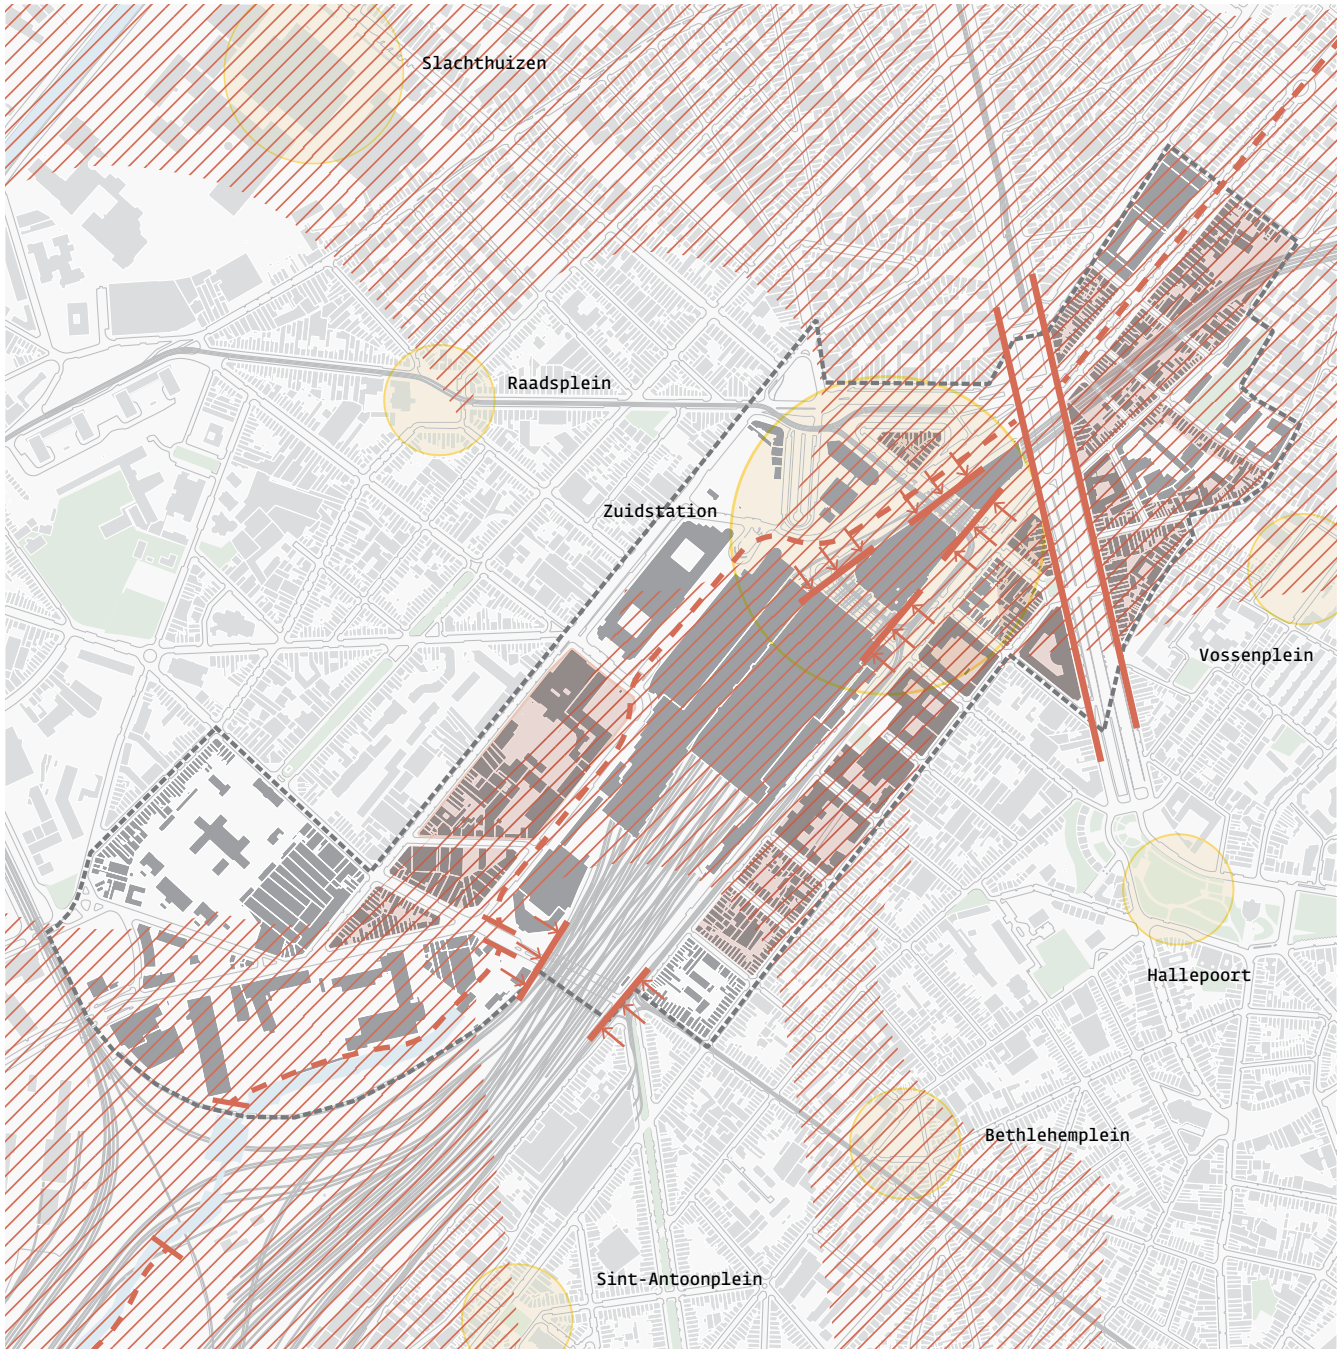 Slachthuizen
Raadsplein
Zuidstation
Vossenplein
Hallepoort
Bethlehemplein
Sint-Antoonplein